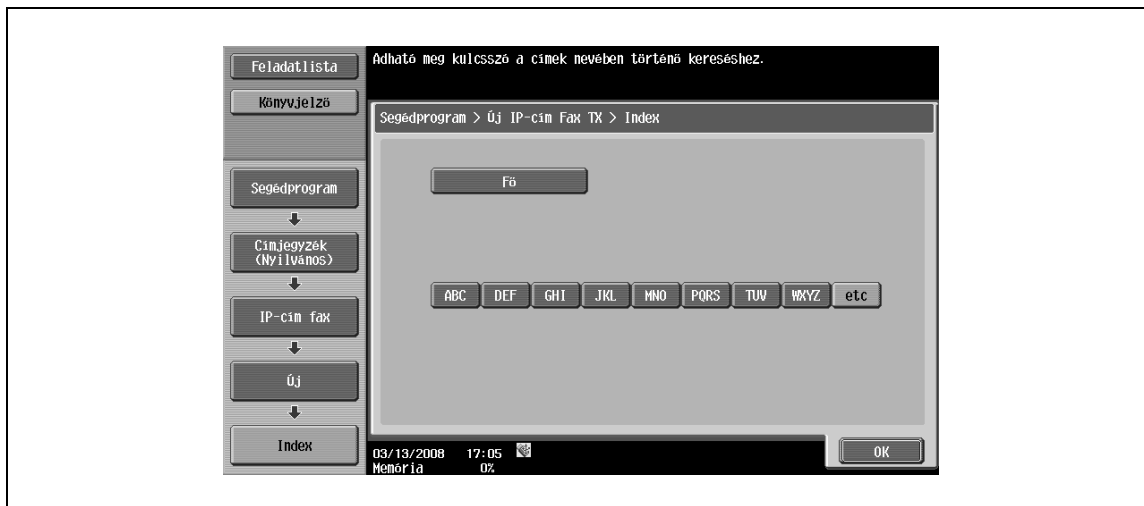 Feladatlista
Adható meg kulcsszó a címek nevében történö kereséshez.
Könyvjelzö
Segédprogram > Új IP-cím Fax TX > Index
Fö
Segédprogram
Címjegyzék
(Nyilvános)
ABC DEF GHI JKL MNO PQRS TUV WXYZ etc
IP-cím fax
Új
Index
03/13/2008 17:05
Memória 0%
OK